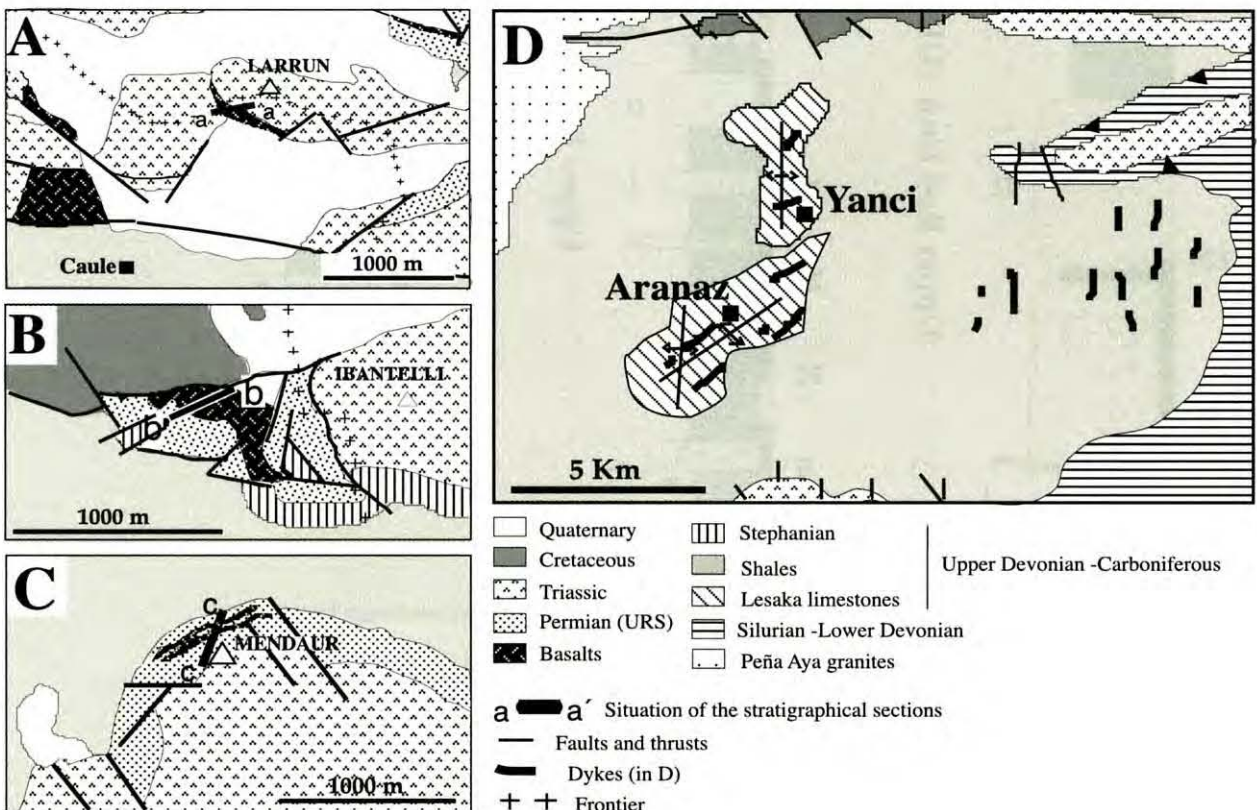 A
LARRUN
a
a
Caule
1000 m
B
IBANTELLI
b
b'
1000 m
C
c
MENDAUR
c
1000 m
D
Yanci
Aranaz
5 Km
Quaternary
Cretaceous
Triassic
Permian (URS)
Basalts
Stephanian
Shales
Lesaka limestones
Silurian -Lower Devonian
Peña Aya granites
Upper Devonian -Carboniferous
a a´ Situation of the stratigraphical sections
Faults and thrusts
Dykes (in D)
+ + Frontier